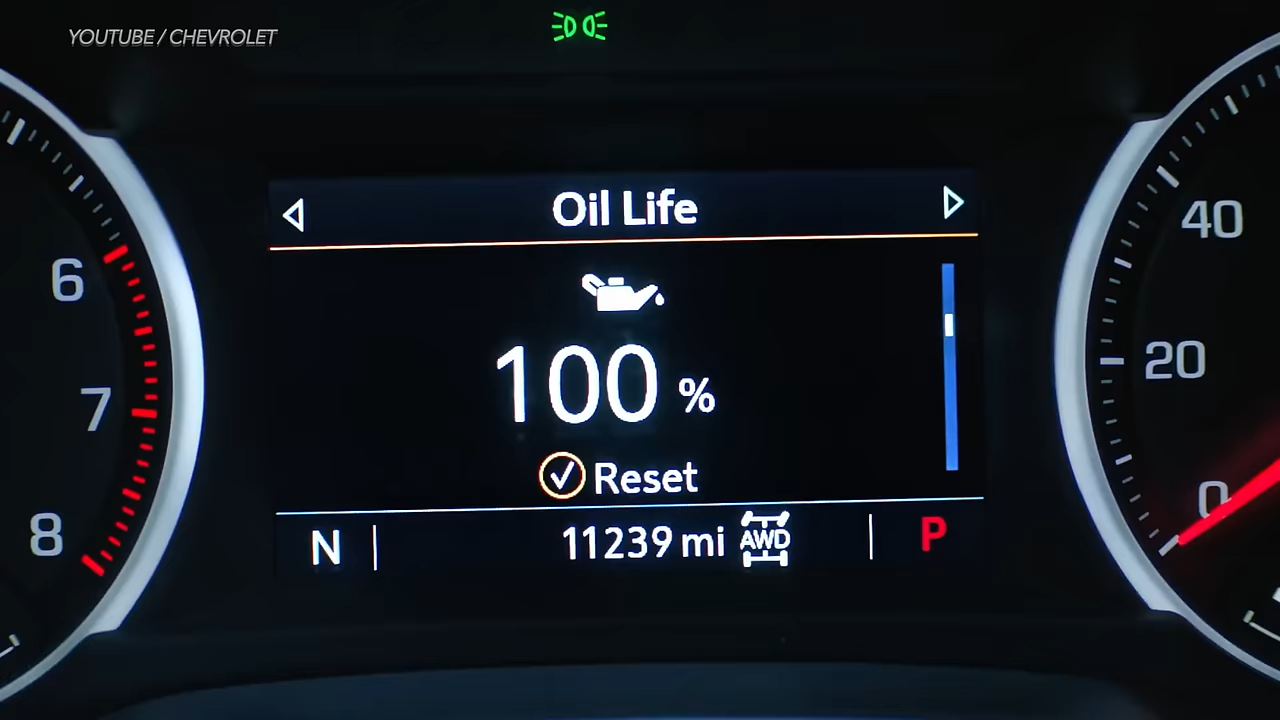 YOUTUBE / CHEVROLET
Oil Life
100 %
Reset
N 11239 mi AWD P
6
7
8
40
20
0